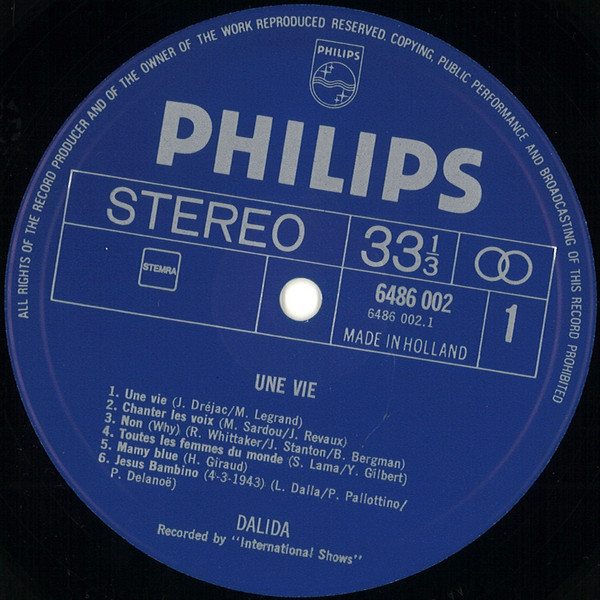 ALL RIGHTS OF THE RECORD PRODUCER AND OF THE OWNER OF THE WORK REPRODUCED RESERVED. COPYING, PUBLIC PERFORMANCE AND BROADCASTING OF THIS RECORD PROHIBITED
PHILIPS
PHILIPS
STEREO
33 1/3
STEMRA
6486 002
6486 002.1
MADE IN HOLLAND
1
UNE VIE
1. Une vie (J. Dréjac/M. Legrand)
2. Chanter les voix (M. Sardou/J. Revaux)
3. Non (Why) (R. Whittaker/J. Stanton/B. Bergman)
4. Toutes les femmes du monde (S. Lama/Y. Gilbert)
5. Mamy blue (H. Giraud)
6. Jesus Bambino (4-3-1943) (L. Dalla/P. Pallottino/
P. Delanoë)
DALIDA
Recorded by "International Shows"